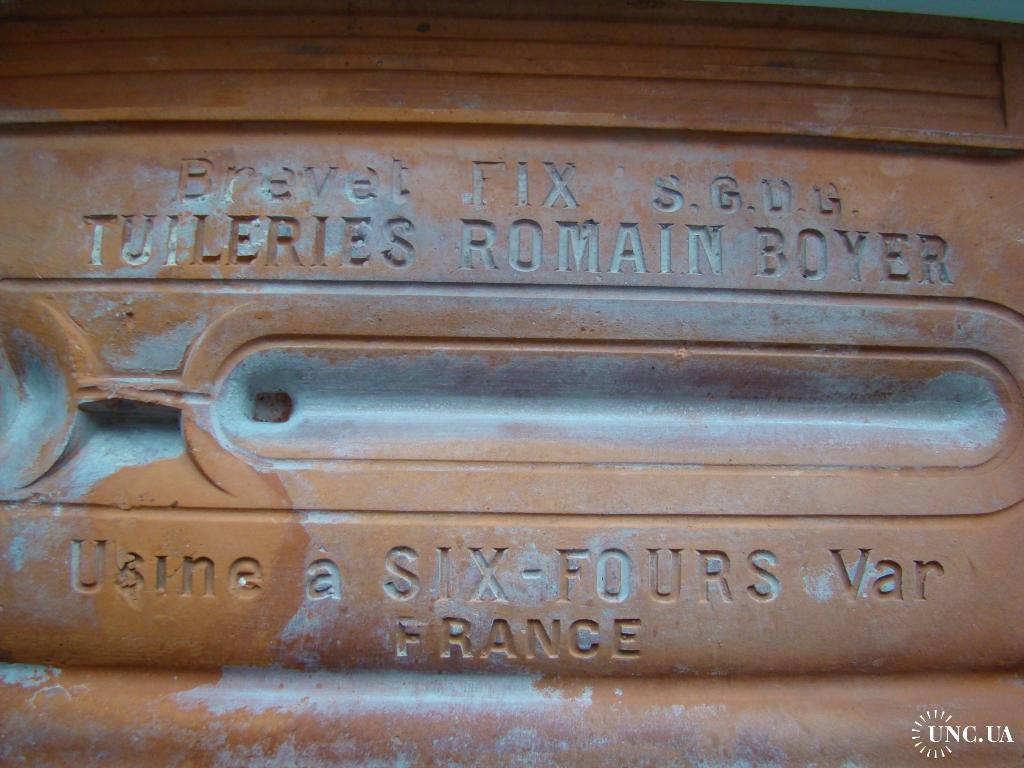 Brevet FIX S.G.D.G.
TUILERIES ROMAIN BOYER
Usine à SIX-FOURS Var
FRANCE
UNC.UA